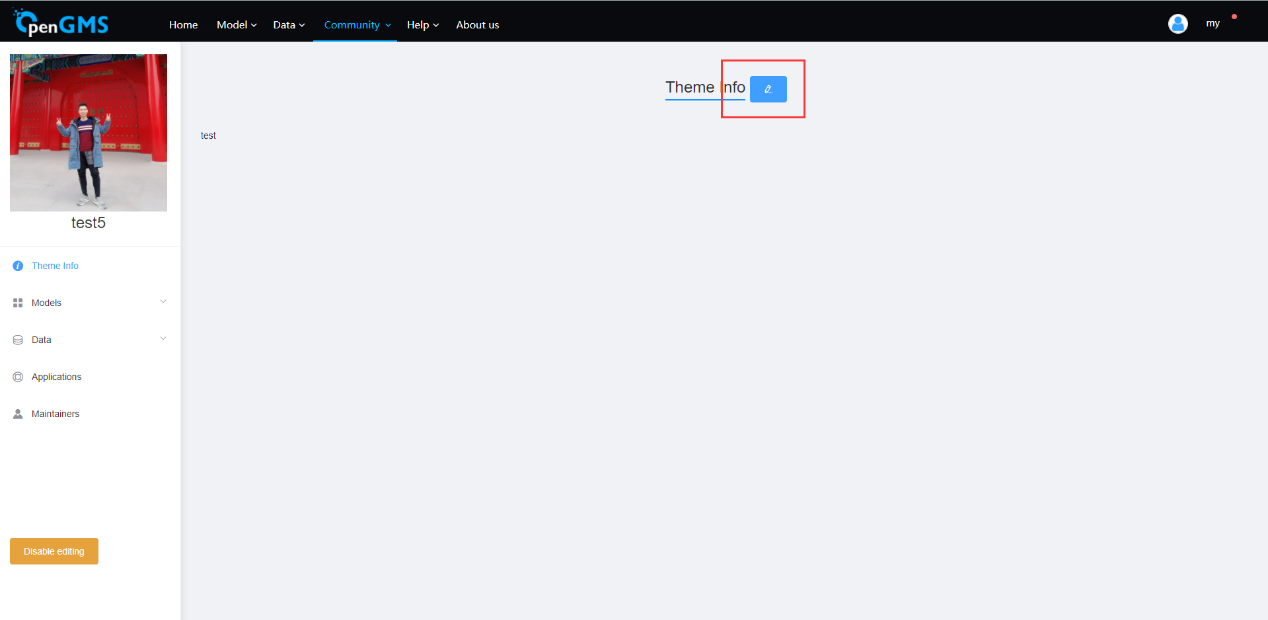 OpenGMS Home Model Data Community Help About us my
Theme Info
test
test5
Theme Info
Models
Data
Applications
Maintainers
Disable editing